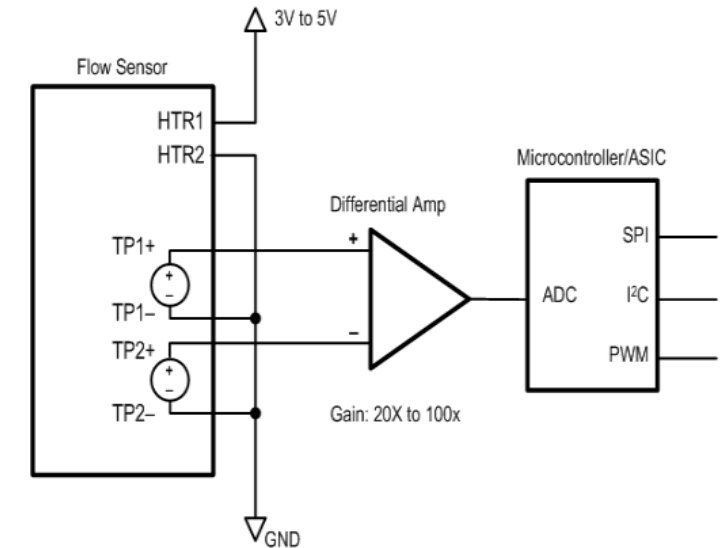 3V to 5V
Flow Sensor
HTR1
HTR2
Microcontroller/ASIC
Differential Amp
TP1+
+
–
TP1–
TP2+
+
–
TP2–
+
–
Gain: 20X to 100x
SPI
ADC
I²C
PWM
GND